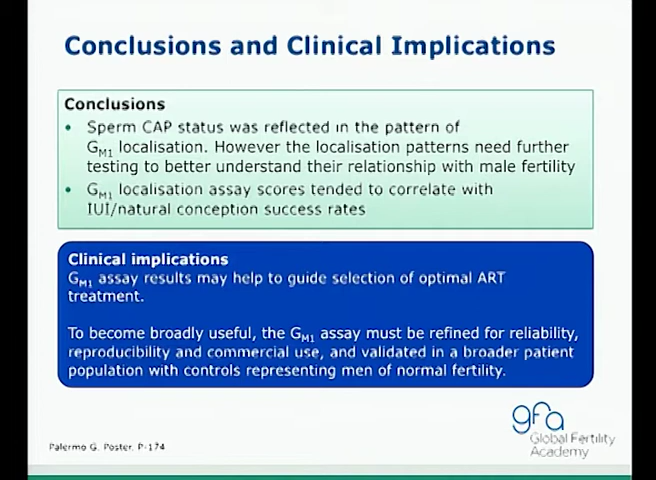 Conclusions and Clinical Implications
Conclusions
• Sperm CAP status was reflected in the pattern of
GM1 localisation. However the localisation patterns need further
testing to better understand their relationship with male fertility
• GM1 localisation assay scores tended to correlate with
IUI/natural conception success rates
Clinical implications
GM1 assay results may help to guide selection of optimal ART
treatment.
To become broadly useful, the GM1 assay must be refined for reliability,
reproducibility and commercial use, and validated in a broader patient
population with controls representing men of normal fertility.
gfa
Global Fertility
Academy
Palermo G. Poster. P-174